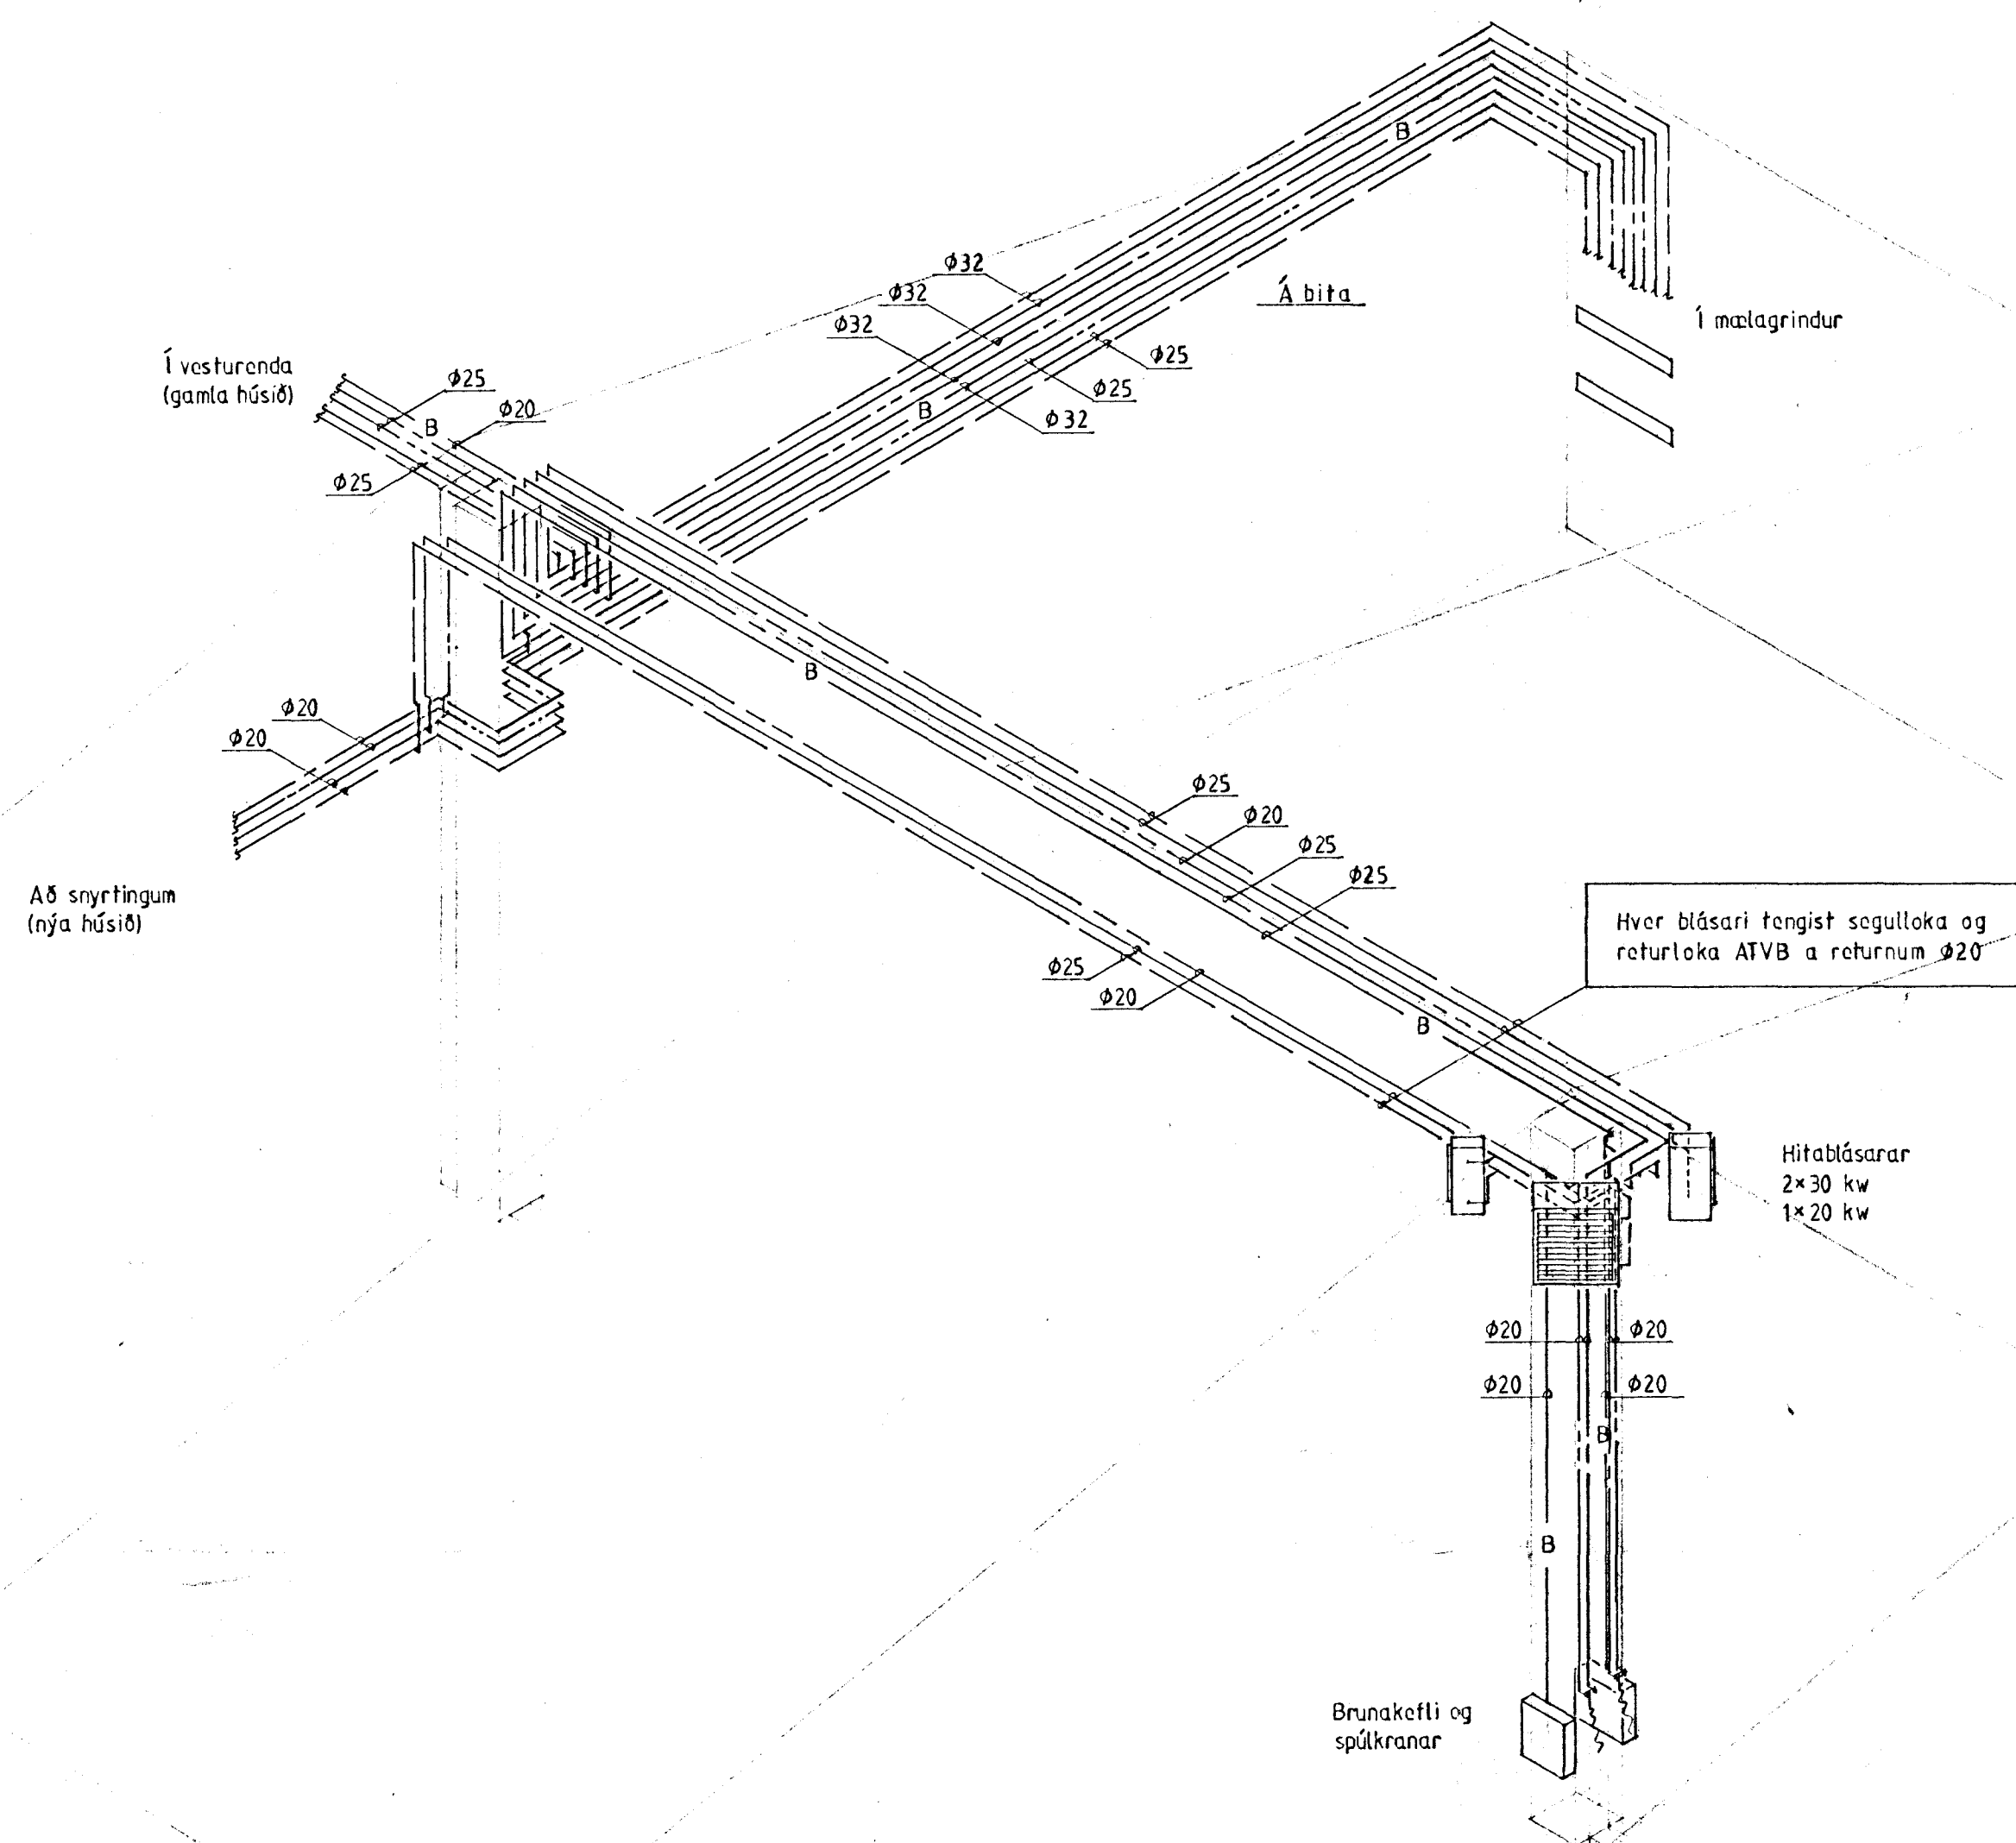 B
Φ32
Á bita
Φ32
Í mælagrindur
Φ32
Í vesturenda
Φ25
(gamla húsið)
Φ25
Φ25
B
Φ20
B
Φ32
Φ25
B
Φ20
Φ20
Φ25
Φ20
Φ25
Φ25
Að snyrtingum
(nýa húsið)
Hver blásari tengist segulloka og
returloka ATVB a returnum Φ20
Φ25
Φ20
B
Hitablásarar
2×30 kw
1×20 kw
Φ20
Φ20
Φ20
Φ20
B
B
Brunakefli og
spúlkranar